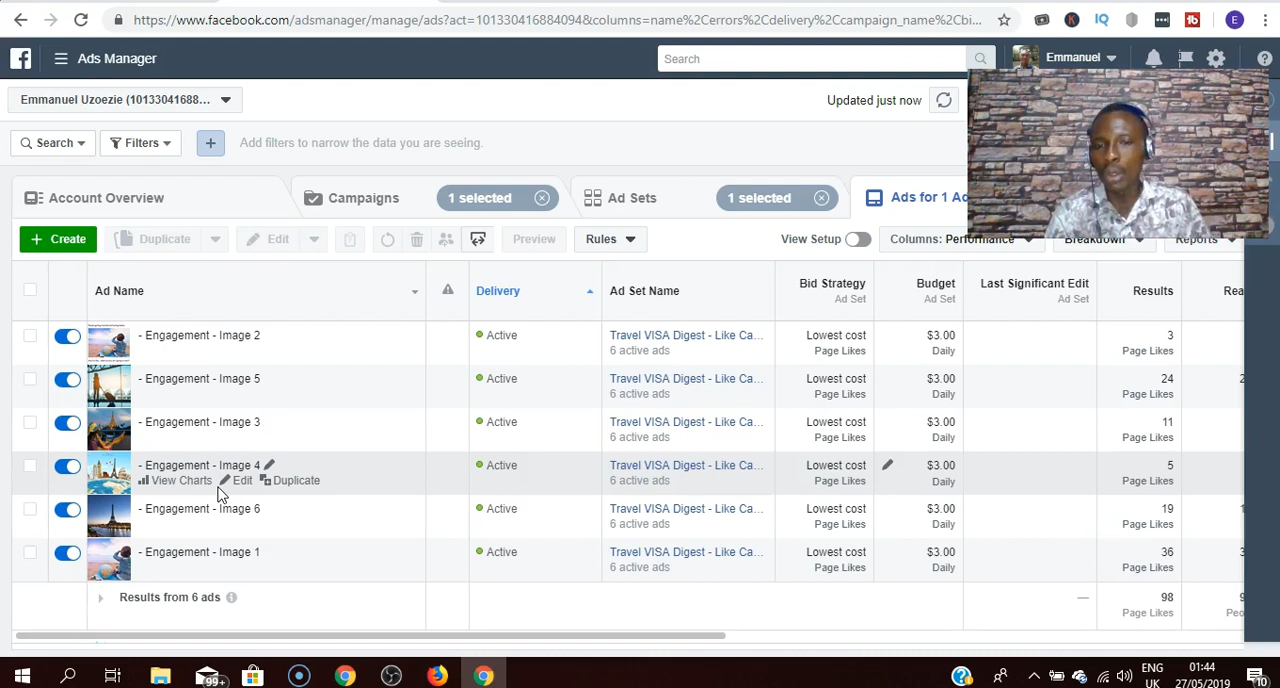 https://www.facebook.com/adsmanager/manage/ads?act=1013304168840948&columns=name%2Cerrors%2Cdelivery%2Ccampaign_name%2Cbi...
Ads Manager
Search
Emmanuel
Emmanuel Uzoezie (10133041688...
Updated just now
Search
Filters
Add filters to narrow the data you are seeing.
Account Overview
Campaigns
1 selected
Ad Sets
1 selected
Ads for 1 Ad
+ Create
Duplicate
Edit
Preview
Rules
View Setup
Columns: Performance
Breakdown
Reports
Ad Name
Delivery
Ad Set Name
Bid Strategy
Ad Set
Budget
Ad Set
Last Significant Edit
Ad Set
Results
Rea
- Engagement - Image 2
Active
Travel VISA Digest - Like Ca...
6 active ads
Lowest cost
Page Likes
$3.00
Daily
3
Page Likes
- Engagement - Image 5
Active
Travel VISA Digest - Like Ca...
6 active ads
Lowest cost
Page Likes
$3.00
Daily
24
Page Likes
2
- Engagement - Image 3
Active
Travel VISA Digest - Like Ca...
6 active ads
Lowest cost
Page Likes
$3.00
Daily
11
Page Likes
- Engagement - Image 4
View Charts Edit Duplicate
Active
Travel VISA Digest - Like Ca...
6 active ads
Lowest cost
Page Likes
$3.00
Daily
5
Page Likes
- Engagement - Image 6
Active
Travel VISA Digest - Like Ca...
6 active ads
Lowest cost
Page Likes
$3.00
Daily
19
Page Likes
1
- Engagement - Image 1
Active
Travel VISA Digest - Like Ca...
6 active ads
Lowest cost
Page Likes
$3.00
Daily
36
Page Likes
3
Results from 6 ads
—
98
Page Likes
9
Peo
99+
ENG
UK
01:44
27/05/2019
10